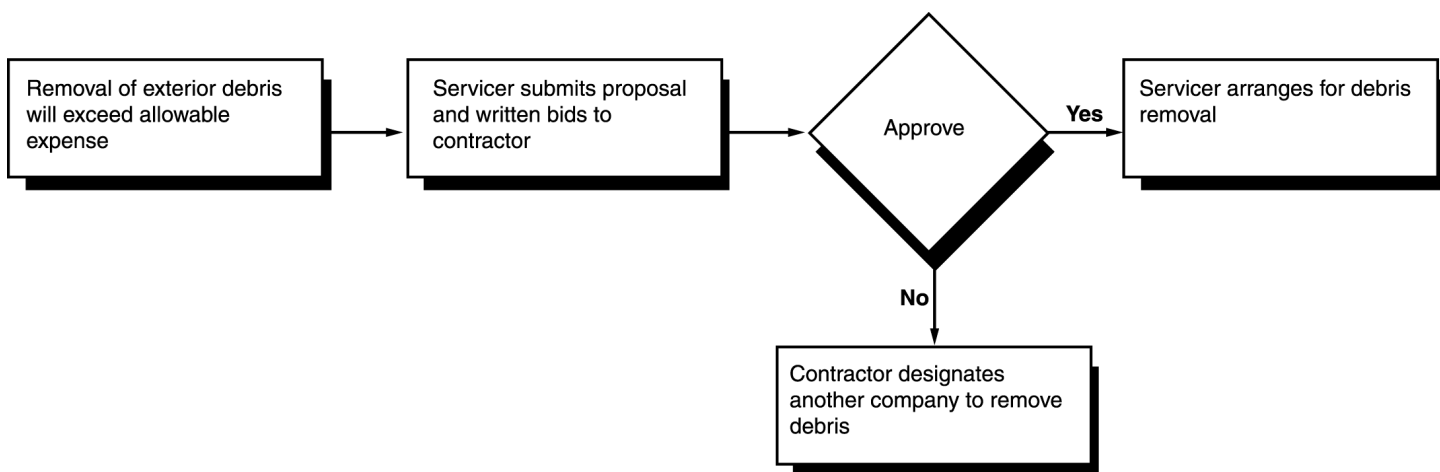 Removal of exterior debris
will exceed allowable
expense
Servicer submits proposal
and written bids to
contractor
Approve
Yes
Servicer arranges for debris
removal
No
Contractor designates
another company to remove
debris